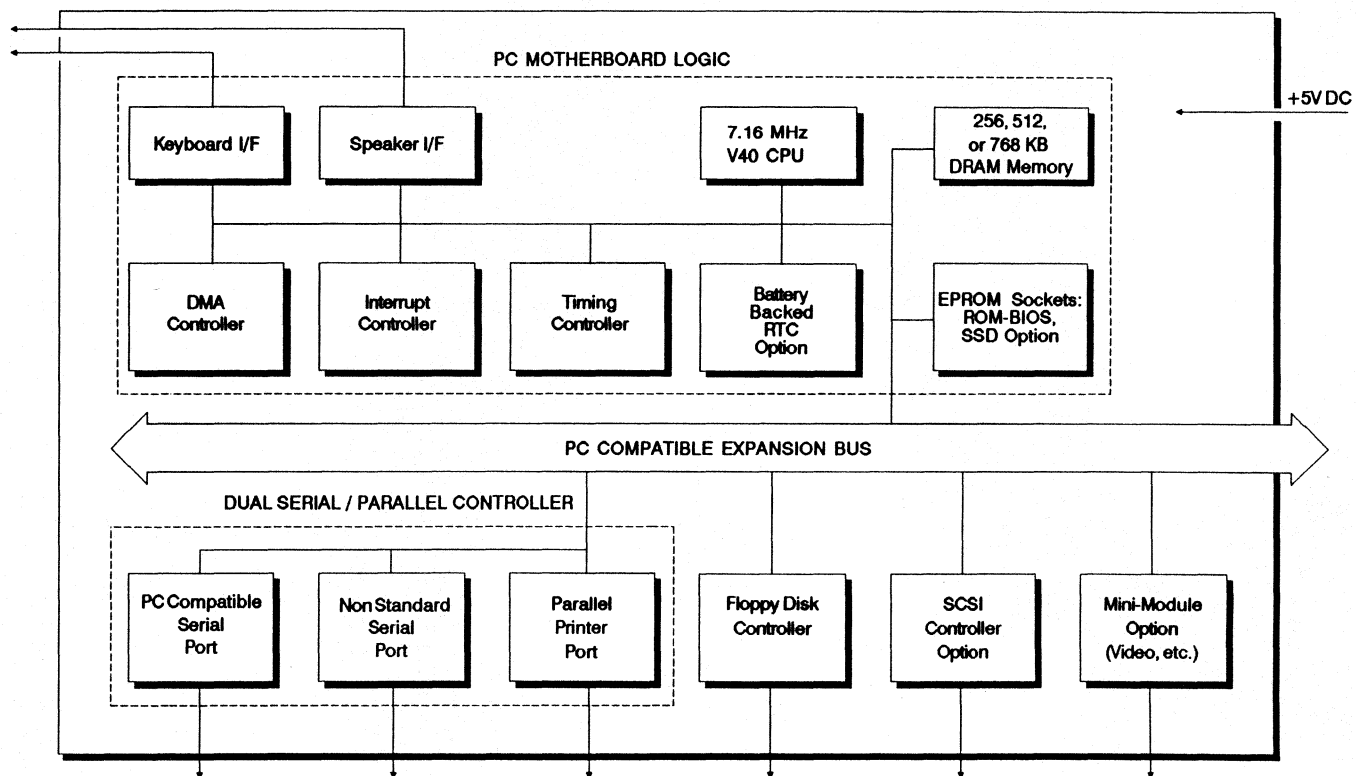 PC MOTHERBOARD LOGIC
+5V DC
Keyboard I/F
Speaker I/F
7.16 MHz
V40 CPU
256, 512,
or 768 KB
DRAM Memory
DMA
Controller
Interrupt
Controller
Timing
Controller
Battery
Backed
RTC
Option
EPROM Sockets:
ROM-BIOS,
SSD Option
PC COMPATIBLE EXPANSION BUS
DUAL SERIAL / PARALLEL CONTROLLER
PC Compatible
Serial
Port
Non Standard
Serial
Port
Parallel
Printer
Port
Floppy Disk
Controller
SCSI
Controller
Option
Mini-Module
Option
(Video, etc.)